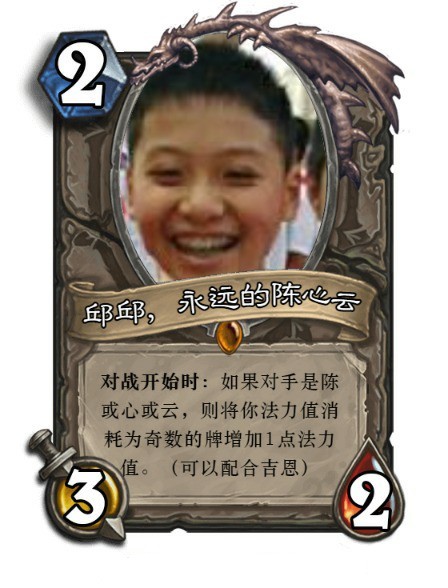 2
邱邱，永远的陈心云
对战开始时：如果对手是陈
或心或云，则将你法力值消
耗为奇数的牌增加1点法力
值。（可以配合吉恩）
3
2